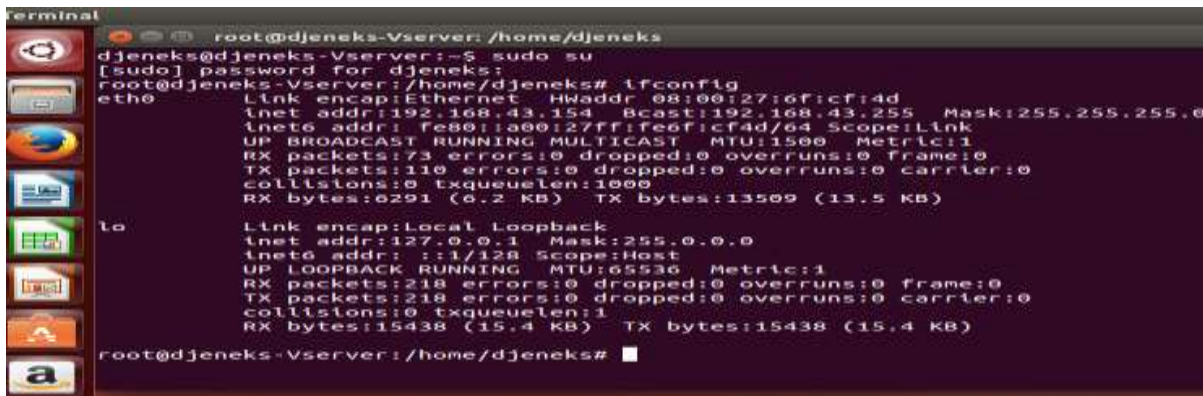 Terminal
root@djeneks-Vserver: /home/djeneks
djeneks@djeneks-Vserver:~$ sudo su
[sudo] password for djeneks:
root@djeneks-Vserver:/home/djeneks# ifconfig
eth0 Link encap:Ethernet HWaddr 08:00:27:6f:cf:4d
inet addr:192.168.43.154 Bcast:192.168.43.255 Mask:255.255.255.0
inet6 addr: fe80::a00:27ff:fe6f:cf4d/64 Scope:Link
UP BROADCAST RUNNING MULTICAST MTU:1500 Metric:1
RX packets:73 errors:0 dropped:0 overruns:0 frame:0
TX packets:110 errors:0 dropped:0 overruns:0 carrier:0
collisions:0 txqueuelen:1000
RX bytes:6291 (6.2 KB) TX bytes:13509 (13.5 KB)
lo Link encap:Local Loopback
inet addr:127.0.0.1 Mask:255.0.0.0
inet6 addr: ::1/128 Scope:Host
UP LOOPBACK RUNNING MTU:65536 Metric:1
RX packets:218 errors:0 dropped:0 overruns:0 frame:0
TX packets:218 errors:0 dropped:0 overruns:0 carrier:0
collisions:0 txqueuelen:1
RX bytes:15438 (15.4 KB) TX bytes:15438 (15.4 KB)
root@djeneks-Vserver:/home/djeneks#